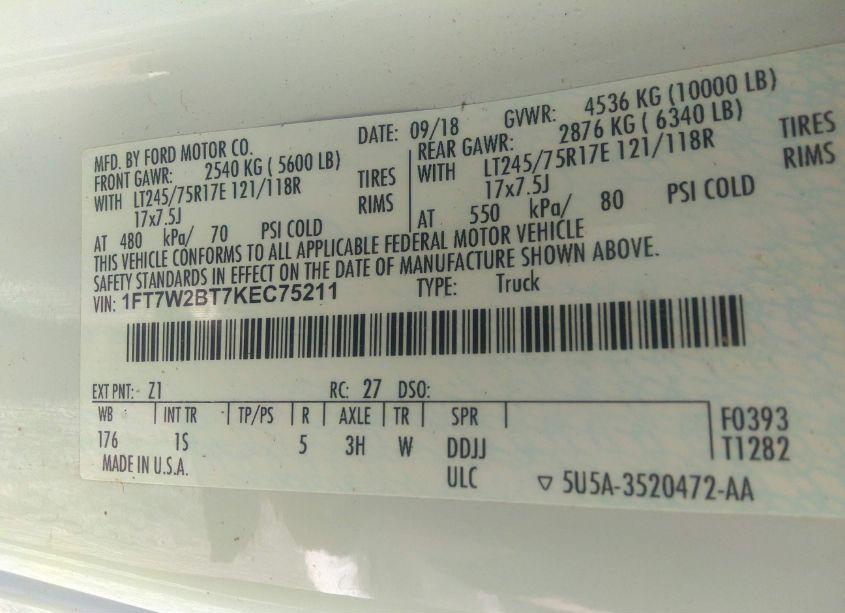 MFD. BY FORD MOTOR CO. DATE: 09/18 GVWR: 4536 KG (10000 LB)
FRONT GAWR: 2540 KG ( 5600 LB)
WITH LT245/75R17E 121/118R TIRES
17x7.5J RIMS
AT 480 kPa/ 70 PSI COLD
REAR GAWR: 2876 KG ( 6340 LB)
WITH LT245/75R17E 121/118R TIRES
17x7.5J RIMS
AT 550 kPa/ 80 PSI COLD
THIS VEHICLE CONFORMS TO ALL APPLICABLE FEDERAL MOTOR VEHICLE
SAFETY STANDARDS IN EFFECT ON THE DATE OF MANUFACTURE SHOWN ABOVE.
VIN: 1FT7W2BT7KEC75211 TYPE: Truck
EXT PNT: Z1 RC: 27 DSO:
WB INT TR TP/PS R AXLE TR SPR
176 1S 5 3H W DDJJ
F0393
T1282
MADE IN U.S.A. ULC ▽ 5U5A-3520472-AA